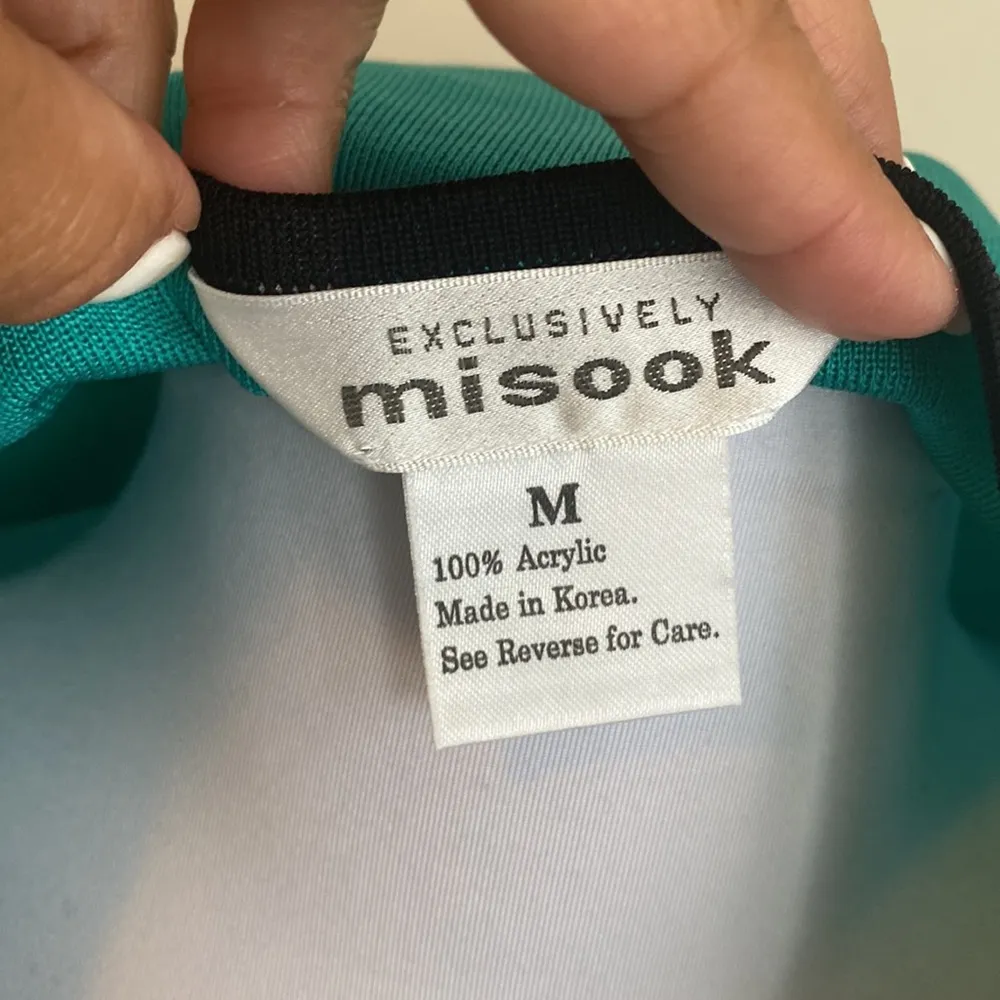 EXCLUSIVELY
misook
M
100% Acrylic
Made in Korea.
See Reverse for Care.